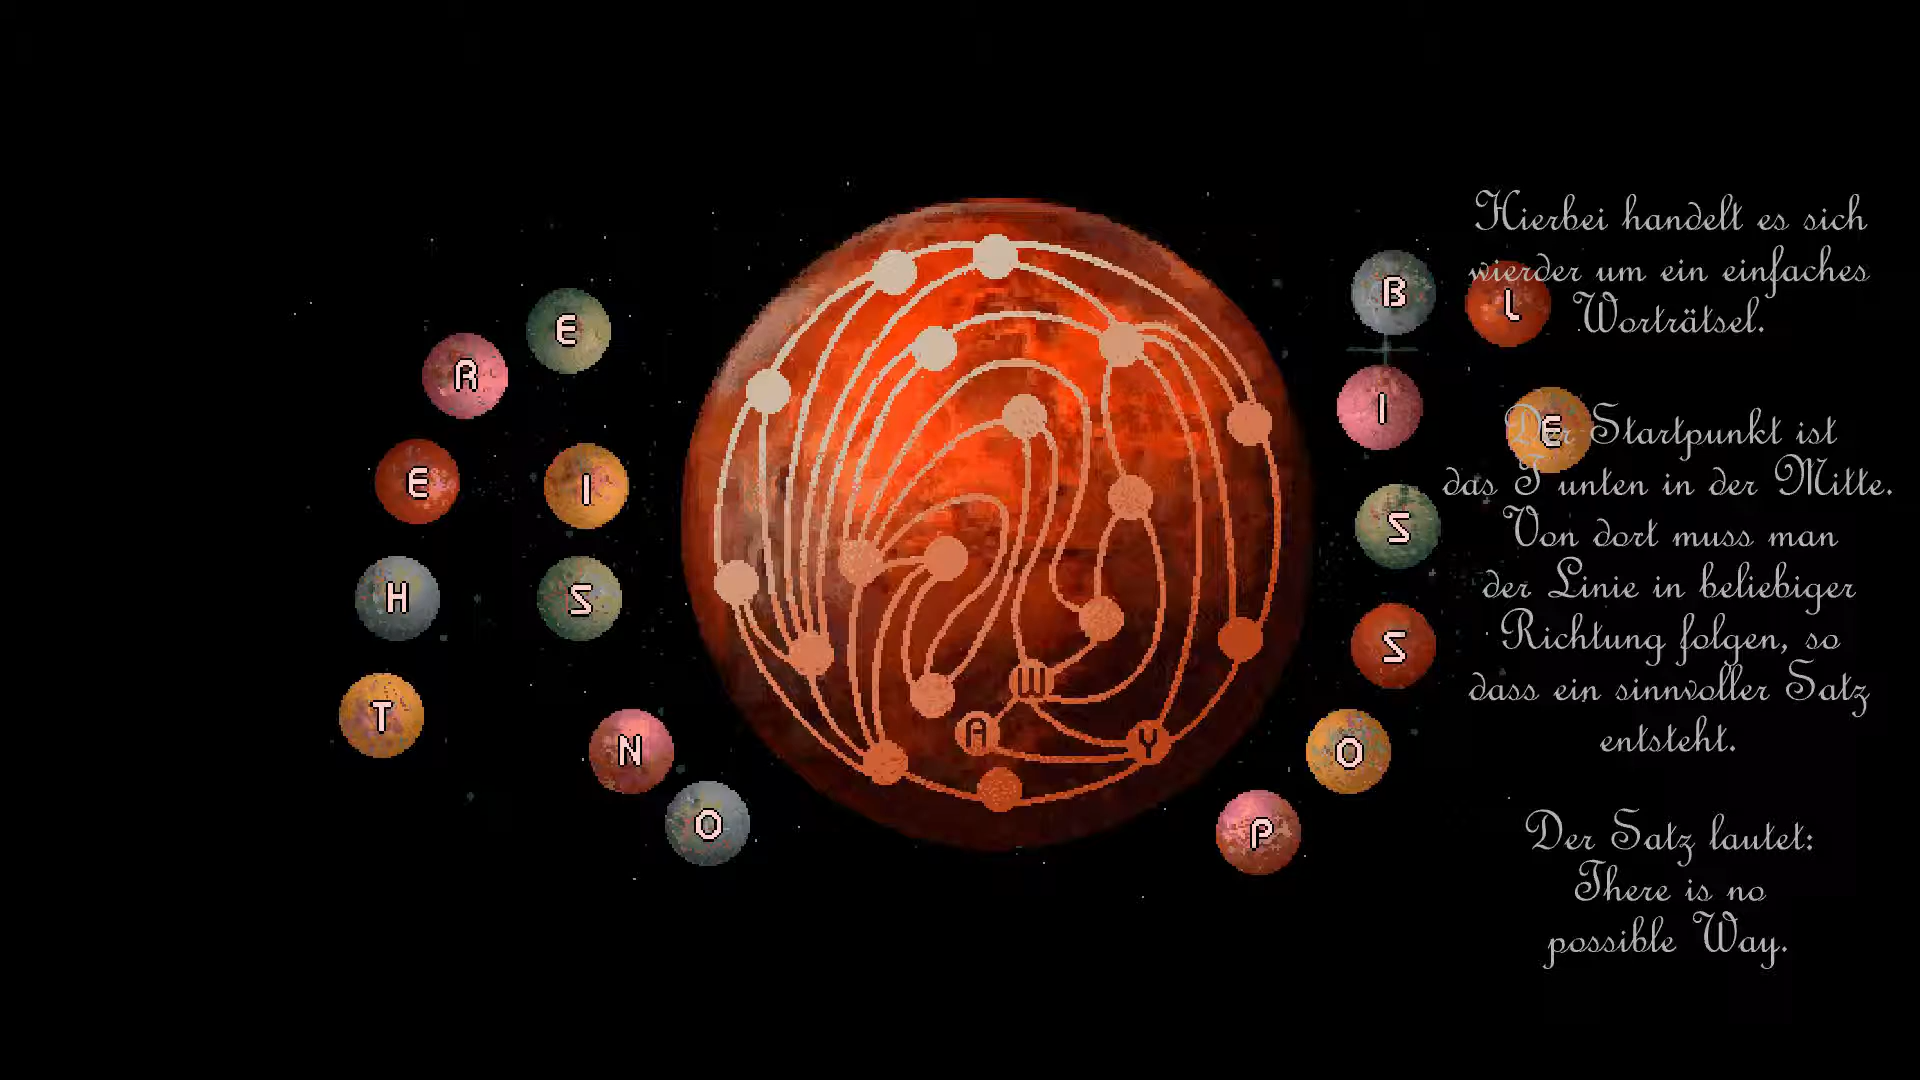 E
R
E
I
H
S
T
N
O
W
A
Y
B
L
I
E
S
S
O
P
Hierbei handelt es sich
wierder um ein einfaches
Worträtsel.
Der Startpunkt ist
das T unten in der Mitte.
Von dort muss man
der Linie in beliebiger
Richtung folgen, so
dass ein sinnvoller Satz
entsteht.
Der Satz lautet:
There is no
possible Way.